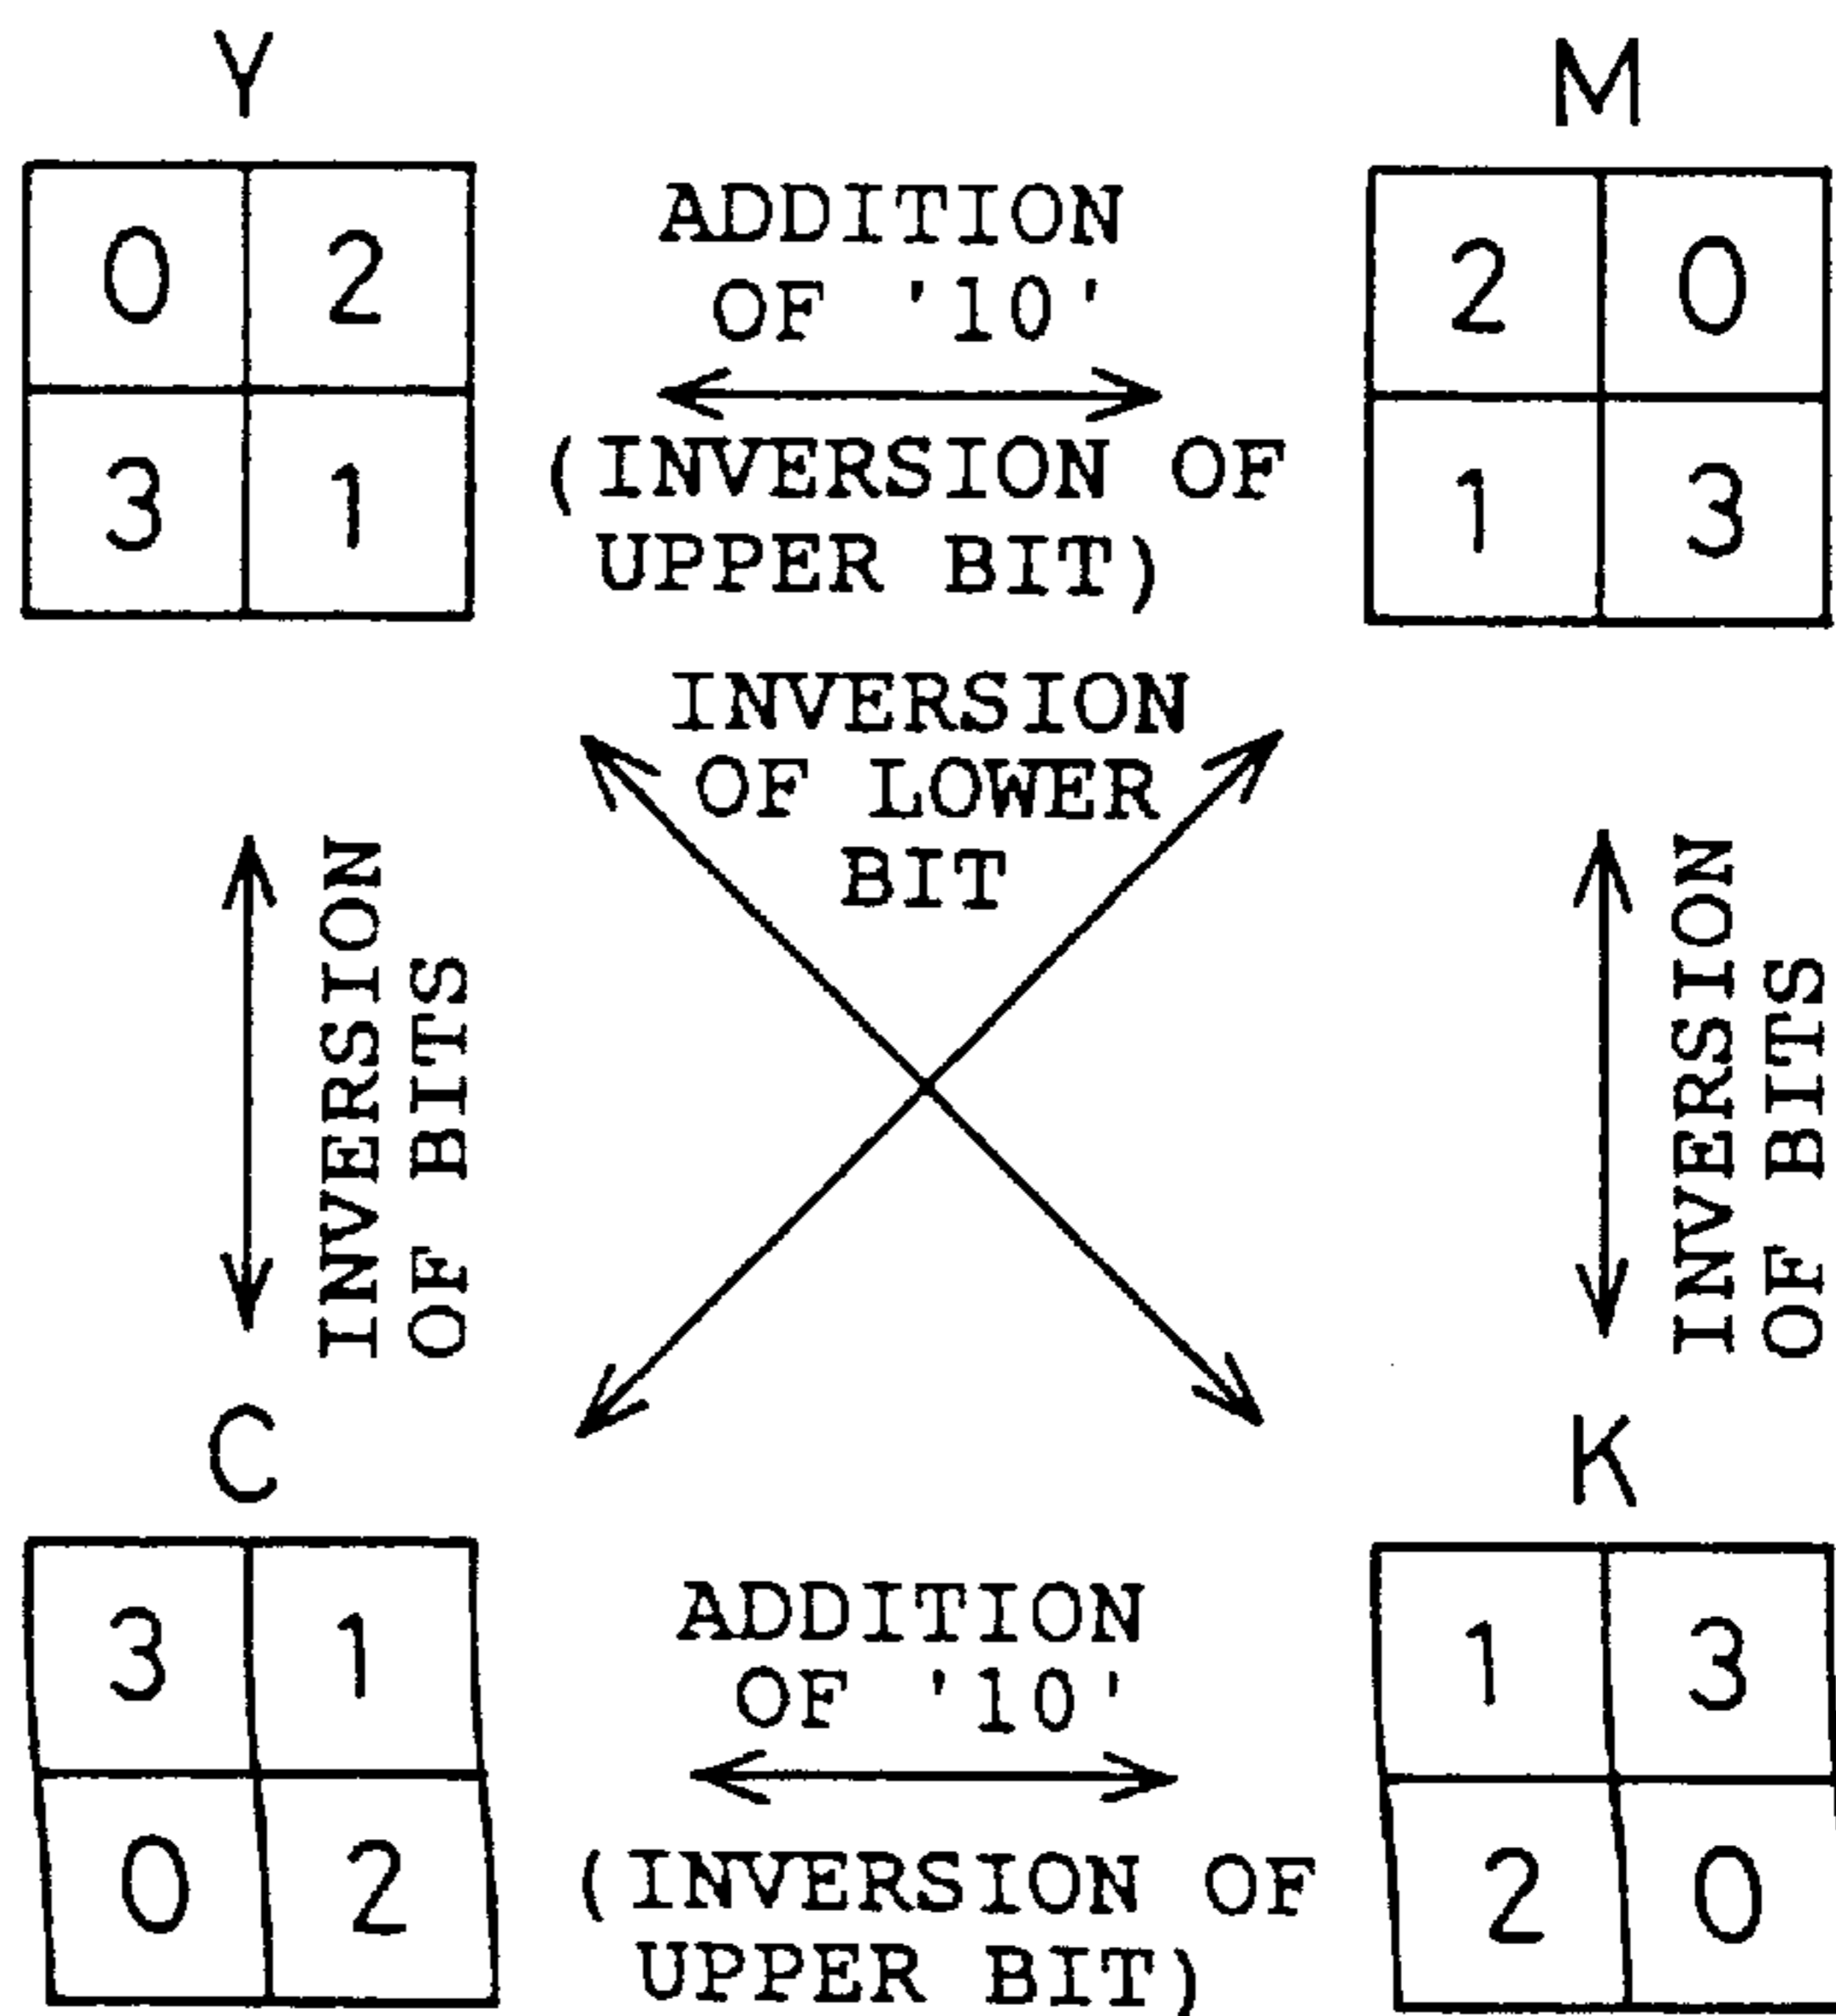 Y
M
0 2
3 1
ADDITION
OF '10'
(INVERSION OF
UPPER BIT)
2 0
1 3
INVERSION
OF LOWER
BIT
INVERSION
OF BITS
INVERSION
OF BITS
C
K
3 1
0 2
ADDITION
OF '10'
(INVERSION OF
UPPER BIT)
1 3
2 0